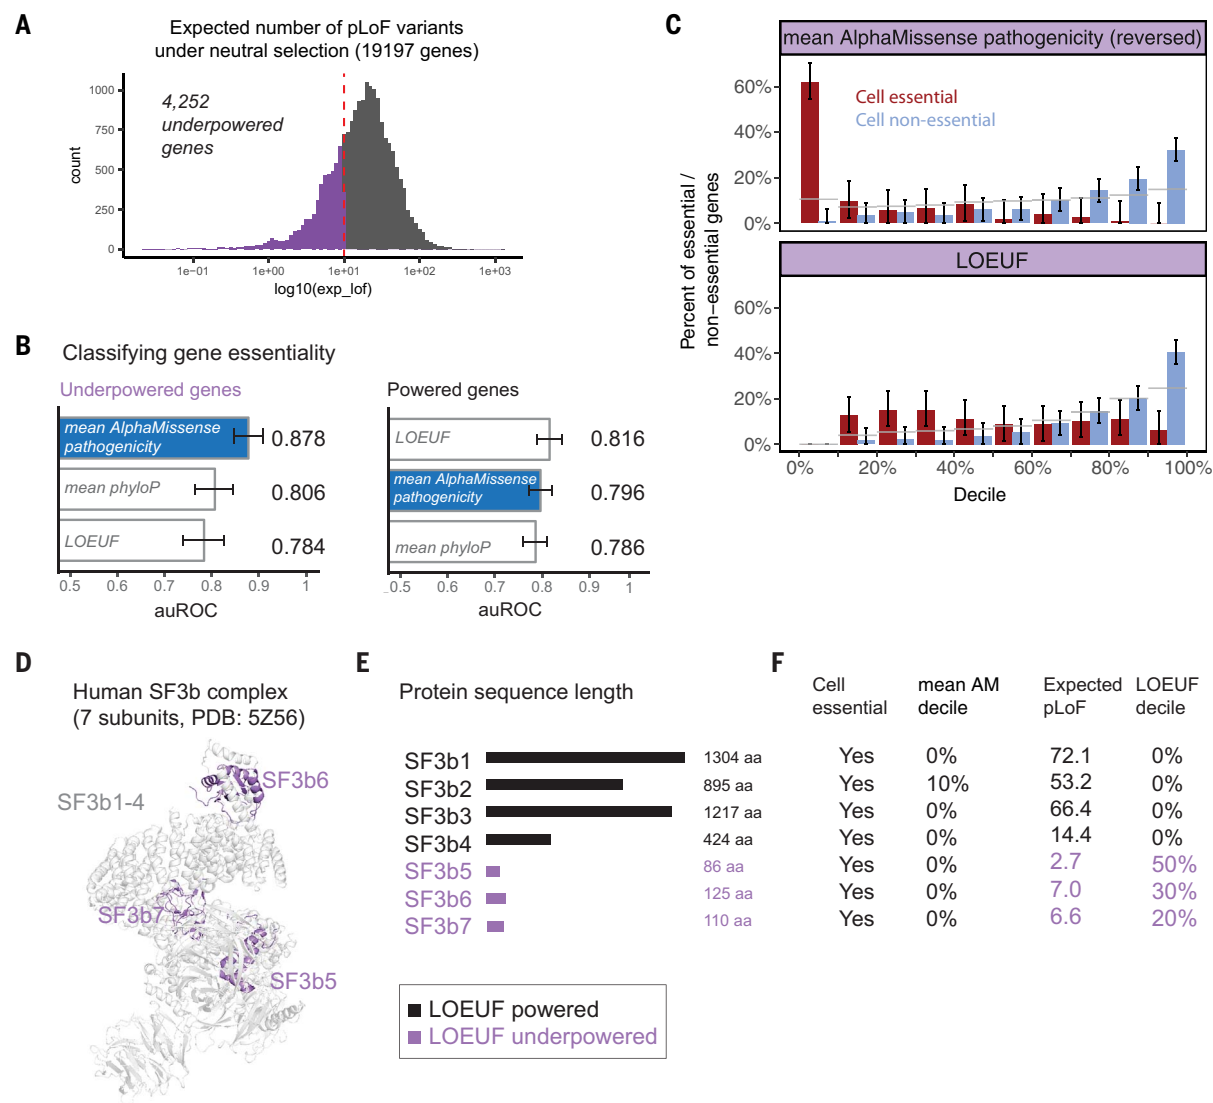 A
Expected number of pLoF variants
under neutral selection (19197 genes)
4,252
underpowered
genes
count
1000
750
500
250
0
1e−01
1e+00
1e+01
1e+02
1e+03
log10(exp_lof)
B
Classifying gene essentiality
Underpowered genes
mean AlphaMissense
pathogenicity
0.878
mean phyloP
0.806
LOEUF
0.784
0.5
0.6
0.7
0.8
0.9
1
auROC
Powered genes
LOEUF
0.816
mean AlphaMissense
pathogenicity
0.796
mean phyloP
0.786
0.5
0.6
0.7
0.8
0.9
1
auROC
C
mean AlphaMissense pathogenicity (reversed)
Cell essential
Cell non-essential
60%
40%
20%
0%
LOEUF
60%
40%
20%
0%
Percent of essential /
non−essential genes
0%
20%
40%
60%
80%
100%
Decile
D
Human SF3b complex
(7 subunits, PDB: 5Z56)
SF3b6
SF3b1-4
SF3b7
SF3b5
E
Protein sequence length
SF3b1
1304 aa
SF3b2
895 aa
SF3b3
1217 aa
SF3b4
424 aa
SF3b5
86 aa
SF3b6
125 aa
SF3b7
110 aa
LOEUF powered
LOEUF underpowered
F
Cell
essential
mean AM
decile
Expected
pLoF
LOEUF
decile
Yes 0% 72.1 0%
Yes 10% 53.2 0%
Yes 0% 66.4 0%
Yes 0% 14.4 0%
Yes 0% 2.7 50%
Yes 0% 7.0 30%
Yes 0% 6.6 20%